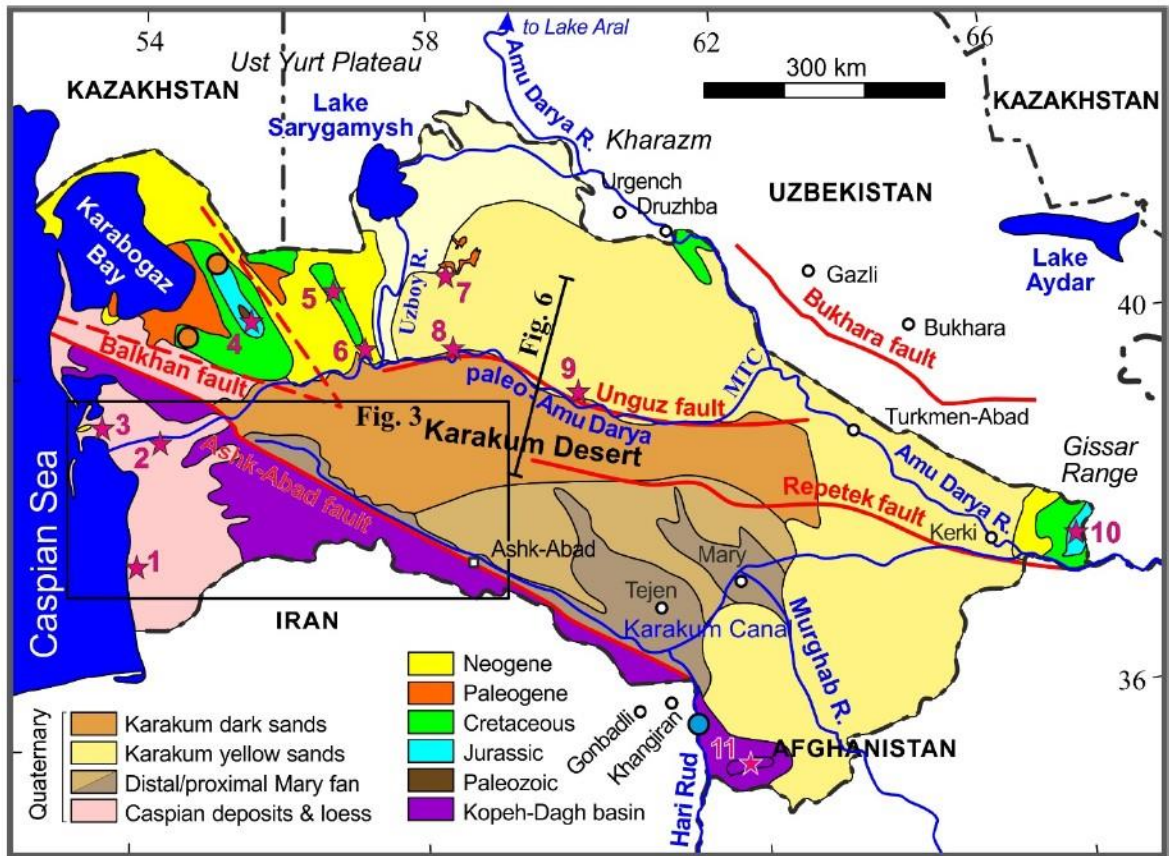 54
58
62
66
to Lake Aral
Ust Yurt Plateau
300 km
KAZAKHSTAN
KAZAKHSTAN
Lake
Sarygamysh
Amu Darya R.
Kharazm
UZBEKISTAN
Urgench
Druzhba
Karabogaz
Bay
Lake
Aydar
Gazli
40
Bukhara fault
Bukhara
Uzboy R.
4
5
6
7
8
9
Fig. 6
MTC
Balkhan fault
paleo-Amu Darya
Unguz fault
Turkmen-Abad
Fig. 3
Karakum Desert
Gissar
Range
3
2
Ashk-Abad fault
Amu Darya R.
Repetek fault
Kerki
10
Caspian Sea
1
Ashk-Abad
Mary
Tejen
IRAN
Karakum Canal
Murghab R.
36
Gonbadli
Khangiran
Hari Rud
11
AFGHANISTAN
Quaternary
Karakum dark sands
Karakum yellow sands
Distal/proximal Mary fan
Caspian deposits & loess
Neogene
Paleogene
Cretaceous
Jurassic
Paleozoic
Kopeh-Dagh basin